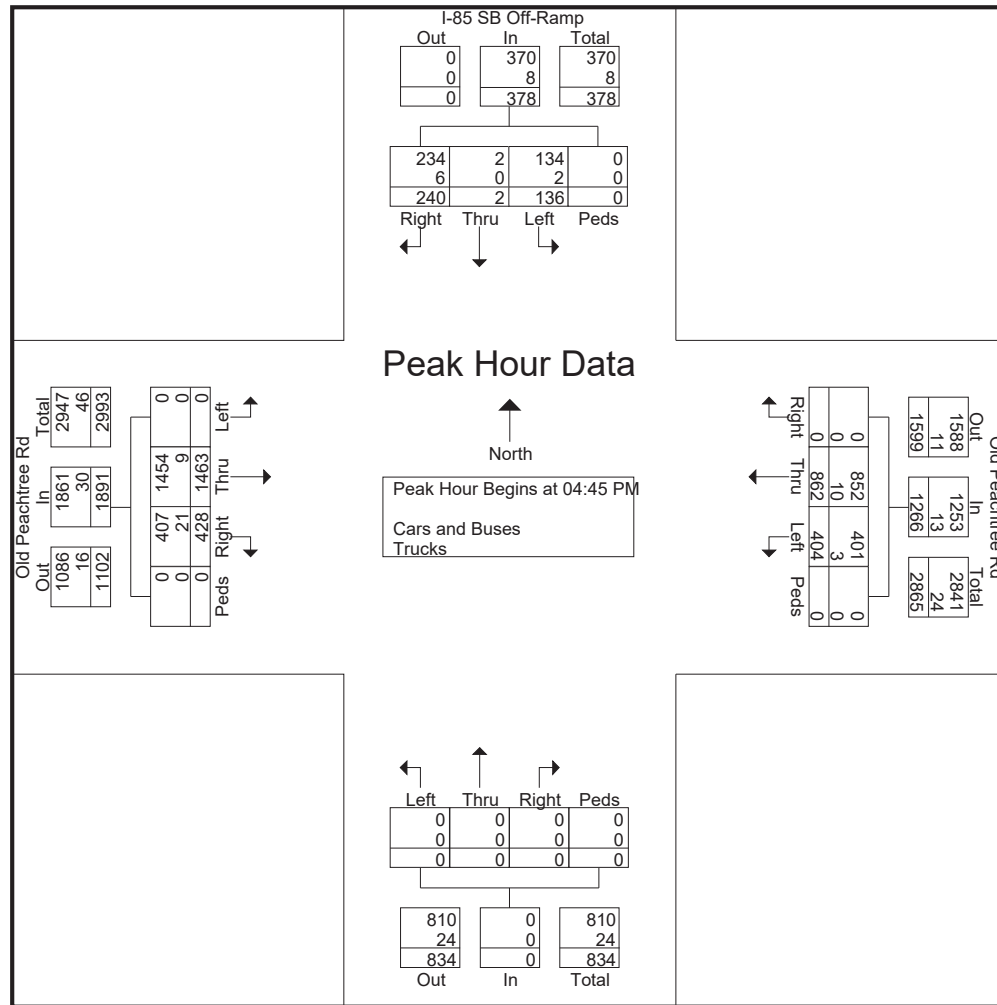 I-85 SB Off-Ramp
Out In Total
0 370 370
0 8 8
0 378 378
234 2 134 0
6 0 2 0
240 2 136 0
Right Thru Left Peds
Peak Hour Data
North
Peak Hour Begins at 04:45 PM
Cars and Buses
Trucks
Old Peachtree Rd
Out In Total
1086 1861 2947
16 30 46
1102 1891 2993
Peds Right Thru Left
0 407 1454 0
0 21 9 0
0 428 1463 0
Old Peachtree Rd
Out In Total
1588 1253 2841
11 13 24
1599 1266 2865
Right Thru Left Peds
0 852 401 0
0 10 3 0
0 862 404 0
Left Thru Right Peds
0 0 0 0
0 0 0 0
0 0 0 0
810 0 810
24 0 24
834 0 834
Out In Total